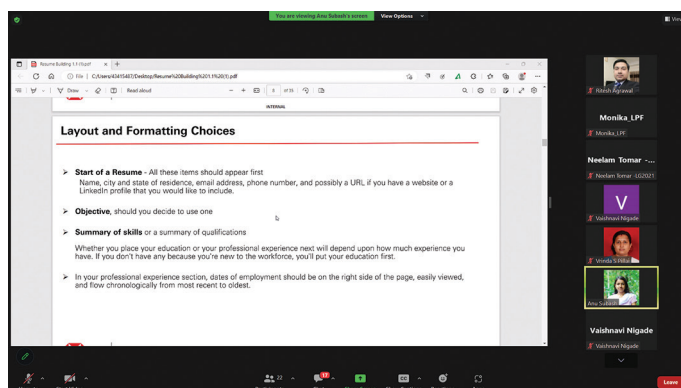 You are viewing Anu Subash's screen
View Options
View
Resume Building 1.1 (1).pdf
File
C:/Users/43415487/Desktop/Resume%20Building%201.1%20(1).pdf
Draw
Read aloud
4
of 35
INTERNAL
Layout and Formatting Choices
➤ Start of a Resume - All these items should appear first
Name, city and state of residence, email address, phone number, and possibly a URL if you have a website or a
LinkedIn profile that you would like to include.
➤ Objective, should you decide to use one
➤ Summary of skills or a summary of qualifications
Whether you place your education or your professional experience next will depend upon how much experience you
have. If you don't have any because you're new to the workforce, you'll put your education first.
➤ In your professional experience section, dates of employment should be on the right side of the page, easily viewed,
and flow chronologically from most recent to oldest.
Ritesh Agrawal
Monika_LPF
Monika_LPF
Neelam Tomar -...
Neelam Tomar -LG2021
V
Vaishnavi Nigade
Vrinda S Pillai
Anu Subash
Vaishnavi Nigade
Vaishnavi Nigade
22
17
CC
Leave